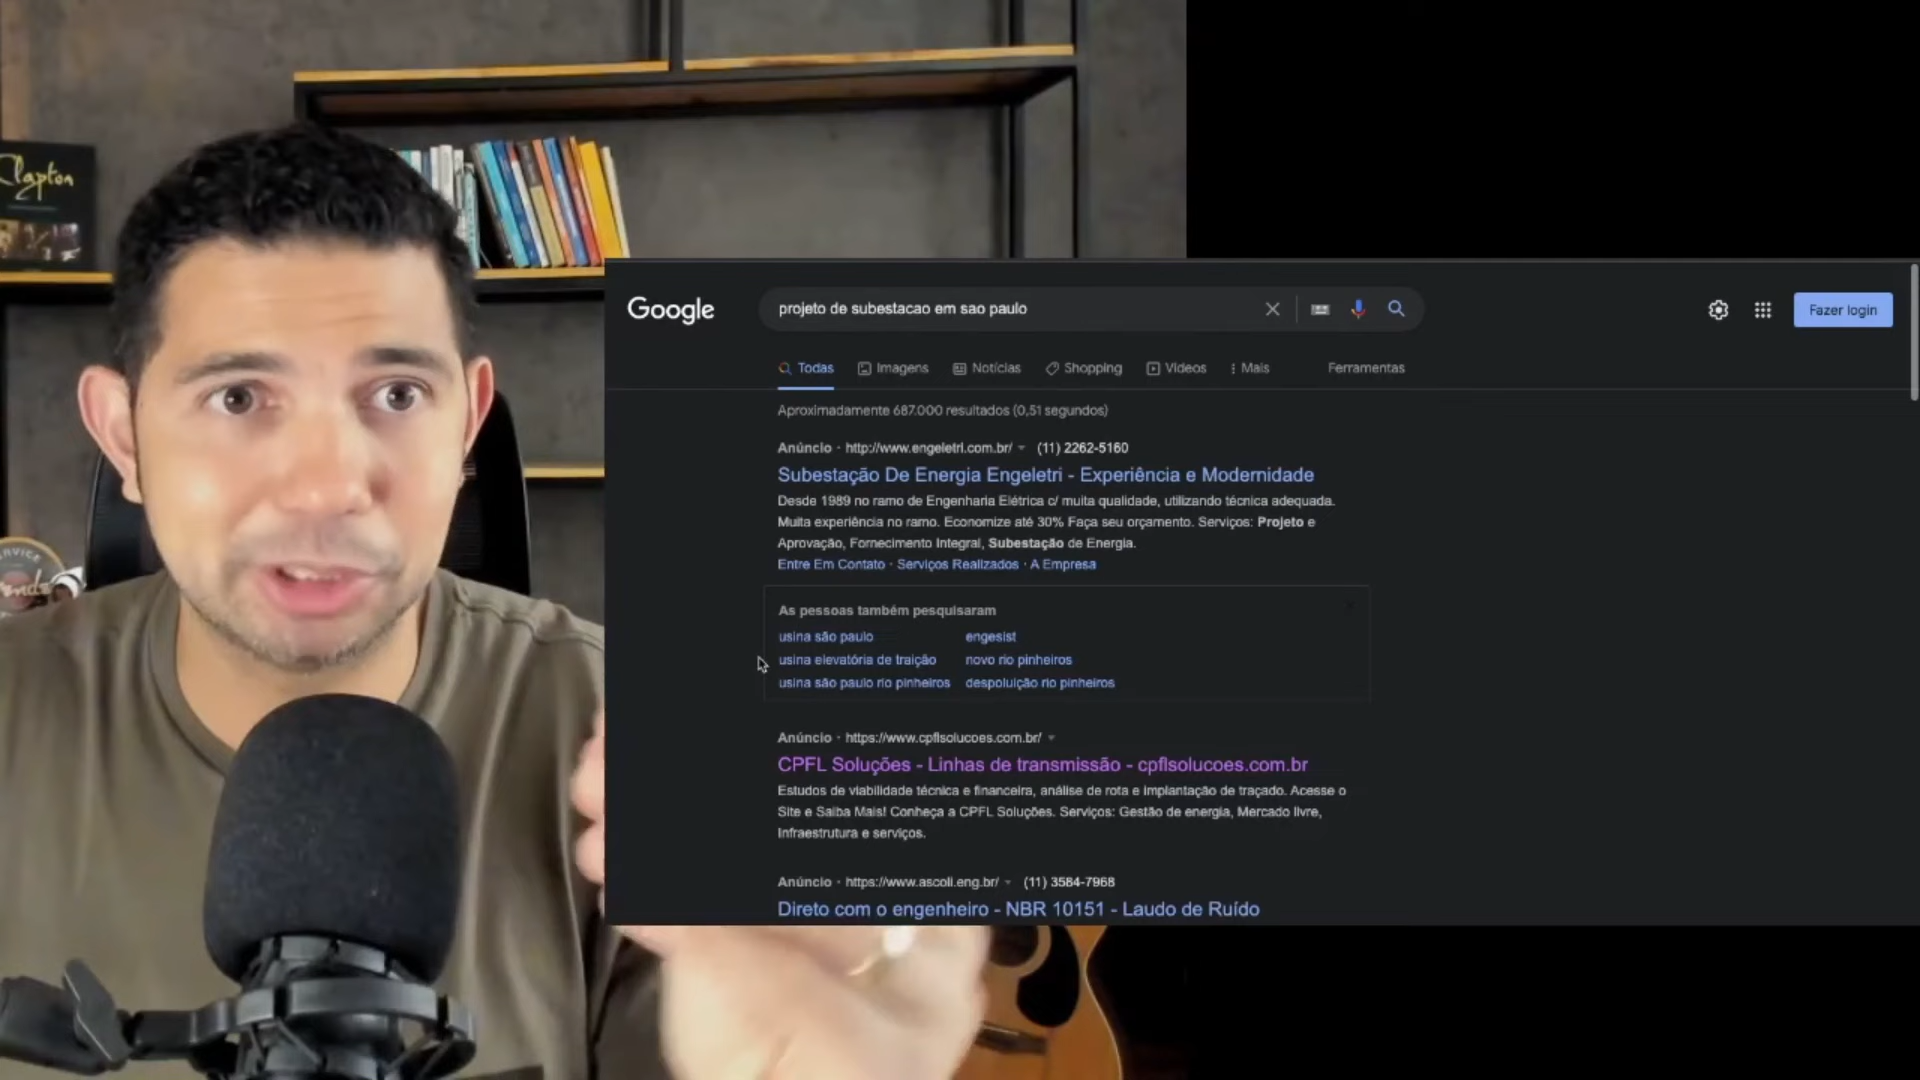 Clapton
SERVICE
Google
projeto de subestacao em sao paulo
Fazer login
Todas
Imagens
Notícias
Shopping
Vídeos
Mais
Ferramentas
Aproximadamente 687.000 resultados (0,51 segundos)
Anúncio · http://www.engeletri.com.br/ (11) 2262-5160
Subestação De Energia Engeletri - Experiência e Modernidade
Desde 1989 no ramo de Engenharia Elétrica c/ muita qualidade, utilizando técnica adequada.
Muita experiência no ramo. Economize até 30% Faça seu orçamento. Serviços: Projeto e
Aprovação, Fornecimento Integral, Subestação de Energia.
Entre Em Contato · Serviços Realizados · A Empresa
As pessoas também pesquisaram
usina são paulo engesist
usina elevatória de traição novo rio pinheiros
usina são paulo rio pinheiros despoluição rio pinheiros
Anúncio · https://www.cpflsolucoes.com.br/
CPFL Soluções - Linhas de transmissão - cpflsolucoes.com.br
Estudos de viabilidade técnica e financeira, análise de rota e implantação de traçado. Acesse o
Site e Saiba Mais! Conheça a CPFL Soluções. Serviços: Gestão de energia, Mercado livre,
Infraestrutura e serviços.
Anúncio · https://www.ascoli.eng.br/ (11) 3584-7968
Direto com o engenheiro - NBR 10151 - Laudo de Ruído